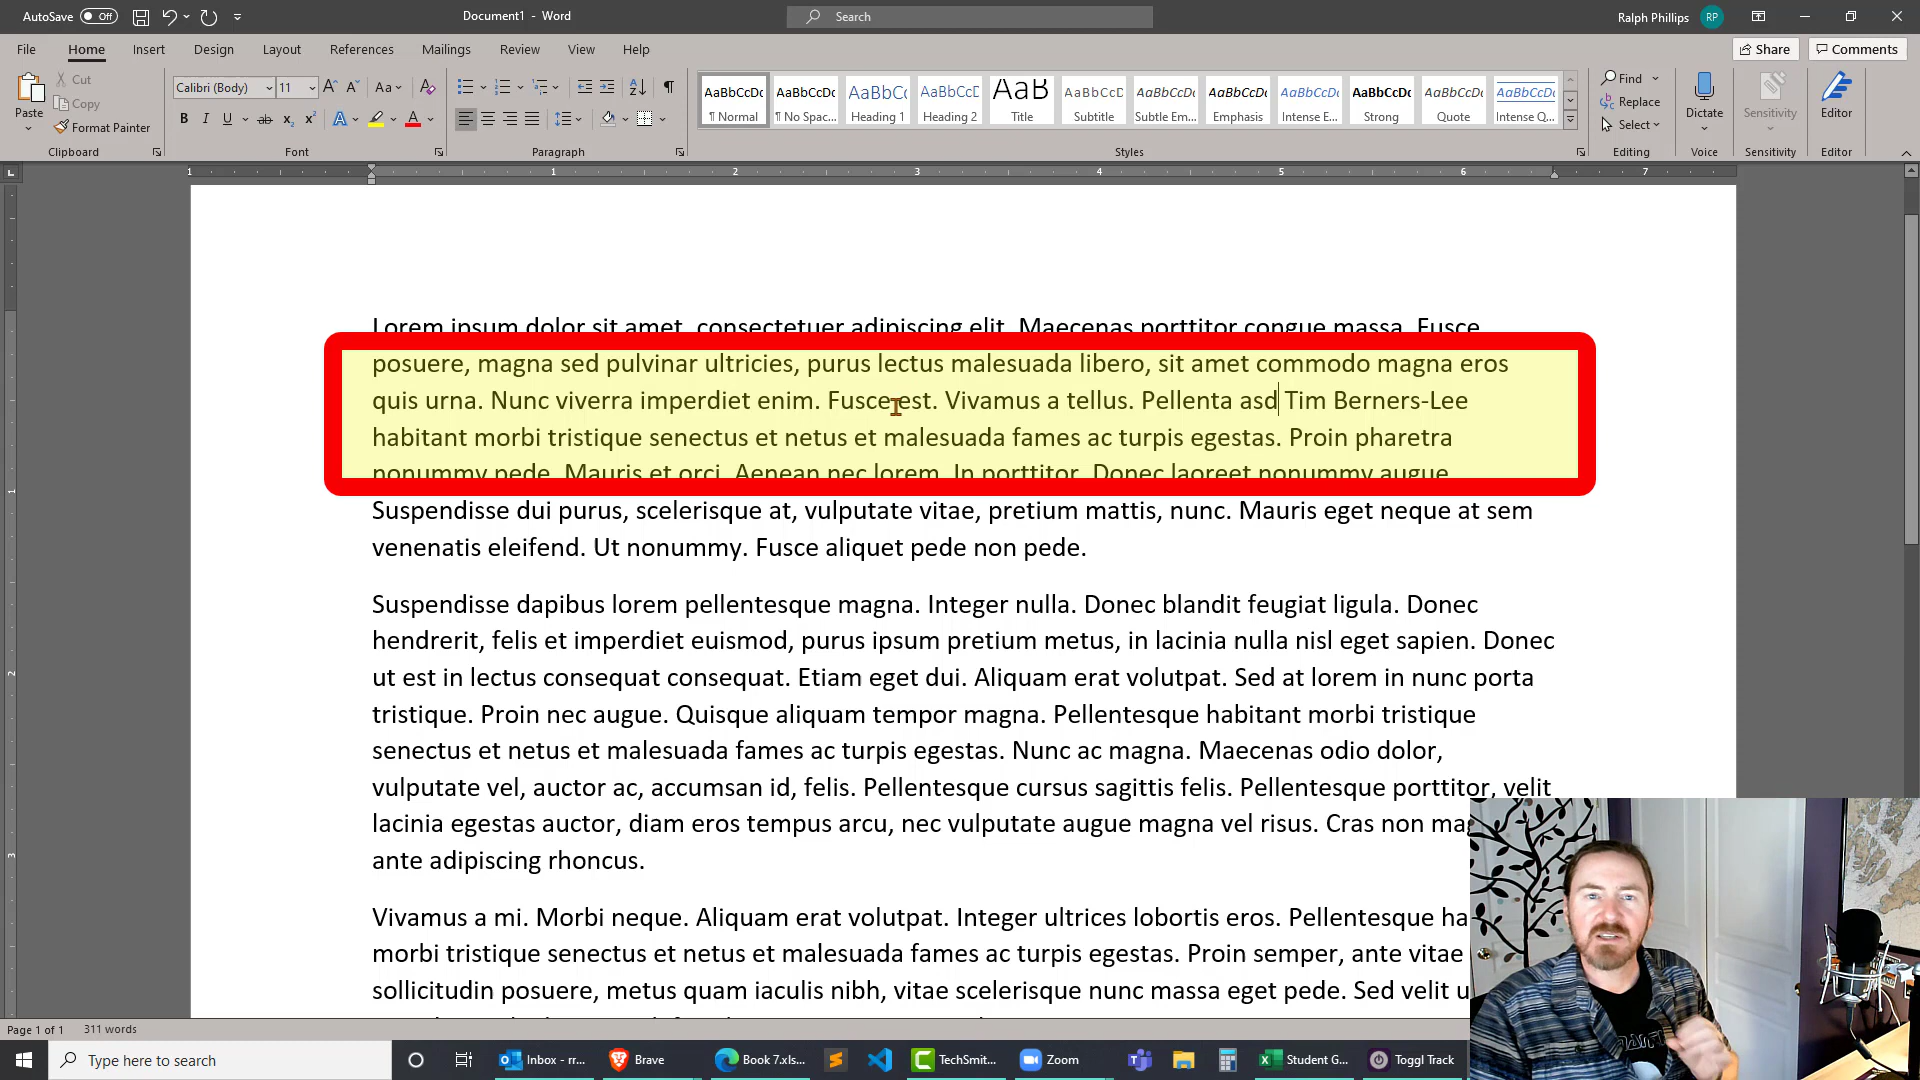 AutoSave Off Document1 - Word Search Ralph Phillips RP
File Home Insert Design Layout References Mailings Review View Help Share Comments
Paste Cut Copy Format Painter Clipboard
Calibri (Body) 11 Aa Font
Paragraph
AaBbCcDc AaBbCcDc AaBbCc AaBbCcD AaB AaBbCcD AaBbCcDc AaBbCcDc AaBbCcDc AaBbCcDc AaBbCcDc AaBbCcDc
¶ Normal ¶ No Spac... Heading 1 Heading 2 Title Subtitle Subtle Em... Emphasis Intense E... Strong Quote Intense Q...
Styles
Find Replace Select Editing
Dictate Voice
Sensitivity Sensitivity
Editor Editor
1 1 2 3 4 5 6 7
Lorem ipsum dolor sit amet, consectetuer adipiscing elit. Maecenas porttitor congue massa. Fusce
posuere, magna sed pulvinar ultricies, purus lectus malesuada libero, sit amet commodo magna eros
quis urna. Nunc viverra imperdiet enim. Fusce est. Vivamus a tellus. Pellenta asd Tim Berners-Lee
habitant morbi tristique senectus et netus et malesuada fames ac turpis egestas. Proin pharetra
nonummy pede. Mauris et orci. Aenean nec lorem. In porttitor. Donec laoreet nonummy augue.
Suspendisse dui purus, scelerisque at, vulputate vitae, pretium mattis, nunc. Mauris eget neque at sem
venenatis eleifend. Ut nonummy. Fusce aliquet pede non pede.
Suspendisse dapibus lorem pellentesque magna. Integer nulla. Donec blandit feugiat ligula. Donec
hendrerit, felis et imperdiet euismod, purus ipsum pretium metus, in lacinia nulla nisl eget sapien. Donec
ut est in lectus consequat consequat. Etiam eget dui. Aliquam erat volutpat. Sed at lorem in nunc porta
tristique. Proin nec augue. Quisque aliquam tempor magna. Pellentesque habitant morbi tristique
senectus et netus et malesuada fames ac turpis egestas. Nunc ac magna. Maecenas odio dolor,
vulputate vel, auctor ac, accumsan id, felis. Pellentesque cursus sagittis felis. Pellentesque porttitor, velit
lacinia egestas auctor, diam eros tempus arcu, nec vulputate augue magna vel risus. Cras non mag
ante adipiscing rhoncus.
Vivamus a mi. Morbi neque. Aliquam erat volutpat. Integer ultrices lobortis eros. Pellentesque ha
morbi tristique senectus et netus et malesuada fames ac turpis egestas. Proin semper, ante vitae
sollicitudin posuere, metus quam iaculis nibh, vitae scelerisque nunc massa eget pede. Sed velit u
1
2
3
Page 1 of 1 311 words
Type here to search Inbox - rr... Brave Book 7.xls... TechSmit... Zoom Student G... Toggl Track